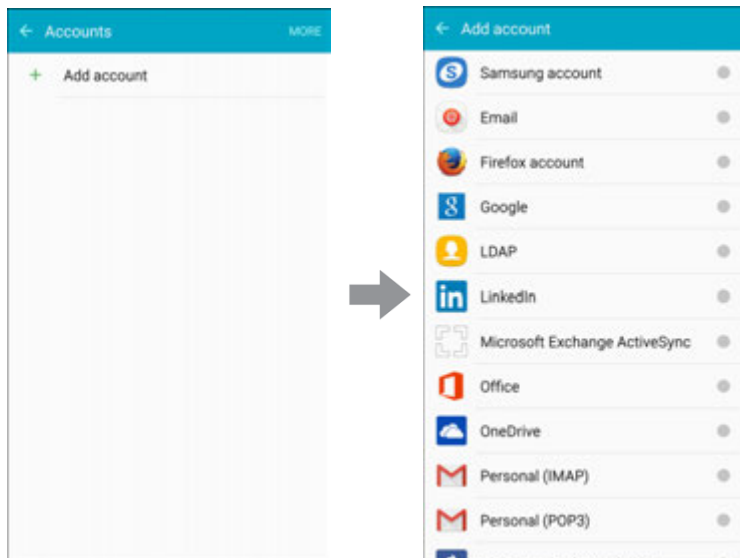 Accounts
MORE
Add account
Add account
Samsung account
Email
Firefox account
Google
LDAP
LinkedIn
Microsoft Exchange ActiveSync
Office
OneDrive
Personal (IMAP)
Personal (POP3)